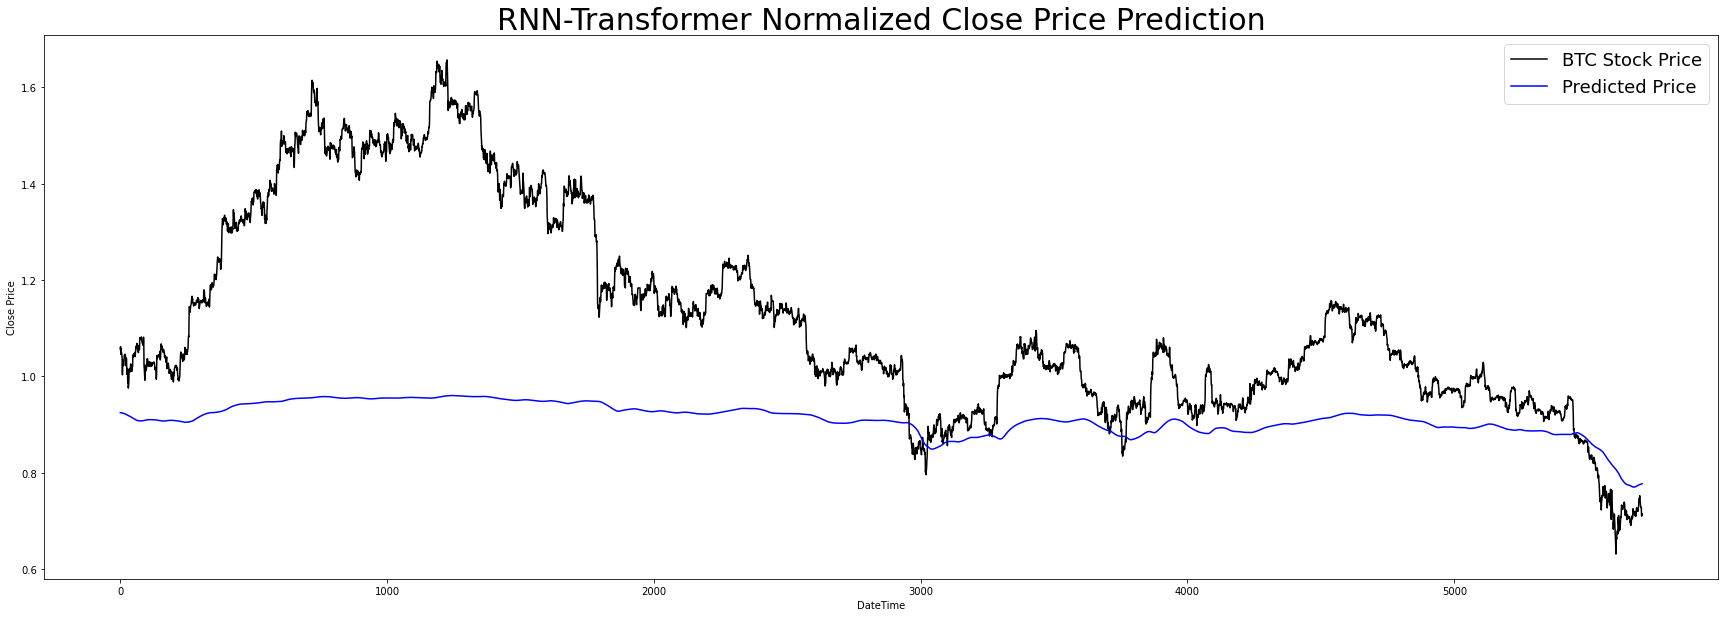 RNN-Transformer Normalized Close Price Prediction
BTC Stock Price
Predicted Price
1.6
1.4
1.2
1.0
0.8
0.6
Close Price
0 1000 2000 3000 4000 5000
DateTime